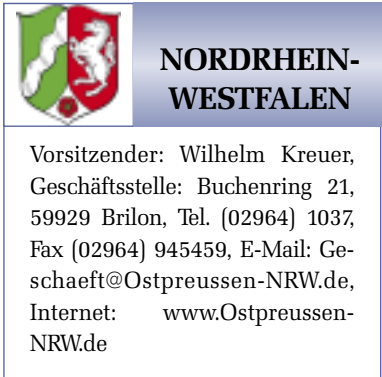 NORDRHEIN-
WESTFALEN
Vorsitzender: Wilhelm Kreuer,
Geschäftsstelle: Buchenring 21,
59929 Brilon, Tel. (02964) 1037,
Fax (02964) 945459, E-Mail: Ge-
schaeft@Ostpreussen-NRW.de,
Internet: www.Ostpreussen-
NRW.de